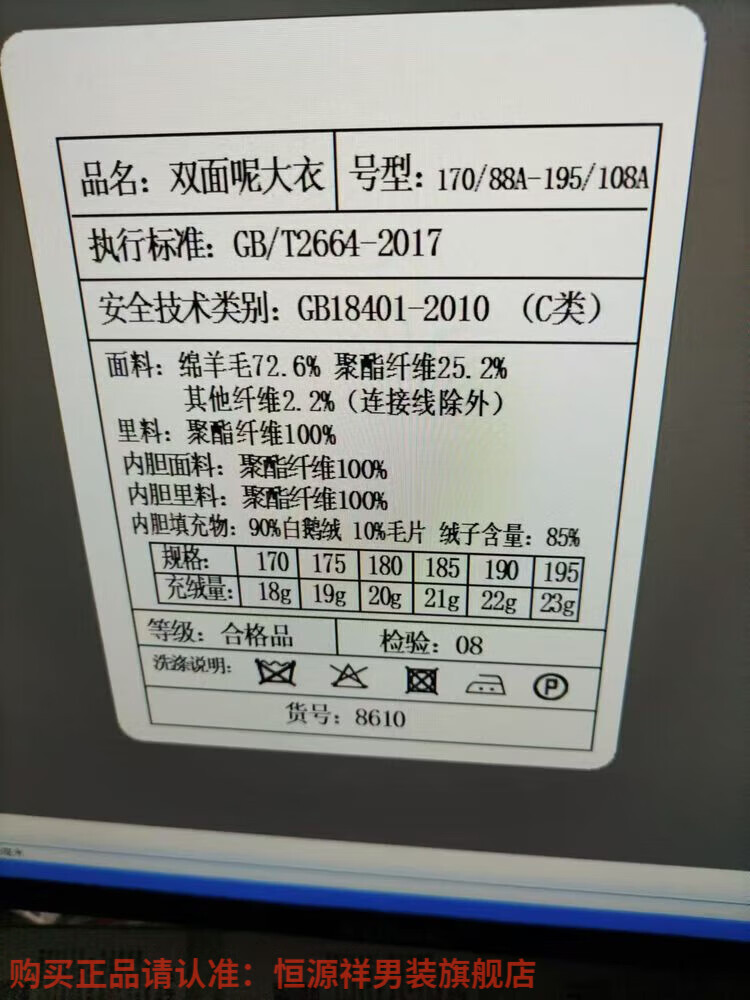 品名：双面呢大衣 号型：170/88A-195/108A
执行标准：GB/T2664-2017
安全技术类别：GB18401-2010 （C类）
面料：绵羊毛72.6% 聚酯纤维25.2%
其他纤维2.2%（连接线除外）
里料：聚酯纤维100%
内胆面料：聚酯纤维100%
内胆里料：聚酯纤维100%
内胆填充物：90%白鹅绒 10%毛片 绒子含量：85%
规格： 170 175 180 185 190 195
充绒量： 18g 19g 20g 21g 22g 23g
等级：合格品 检验：08
洗涤说明： P
货号：8610
购买正品请认准：恒源祥男装旗舰店